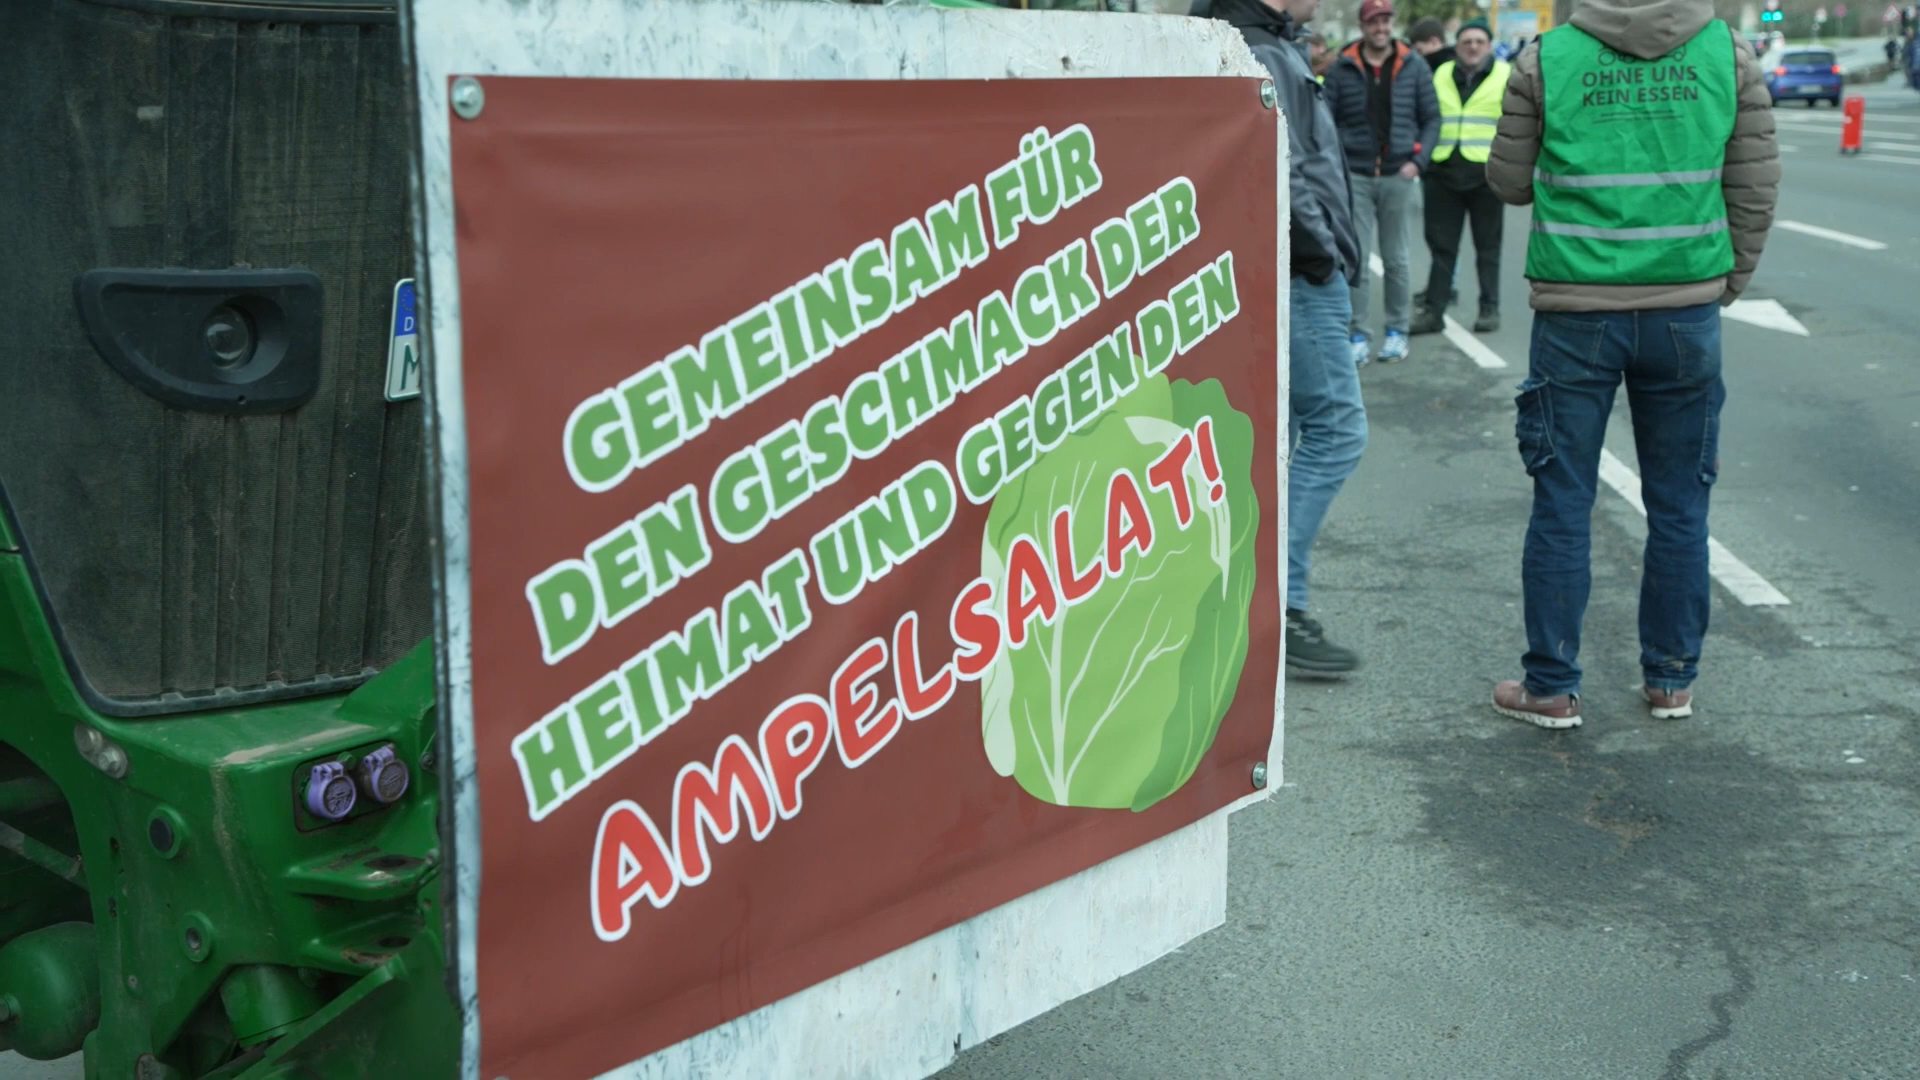 GEMEINSAM FÜR
DEN GESCHMACK DER
HEIMAT UND GEGEN DEN
AMPELSALAT!
OHNE UNS
KEIN ESSEN
D
M